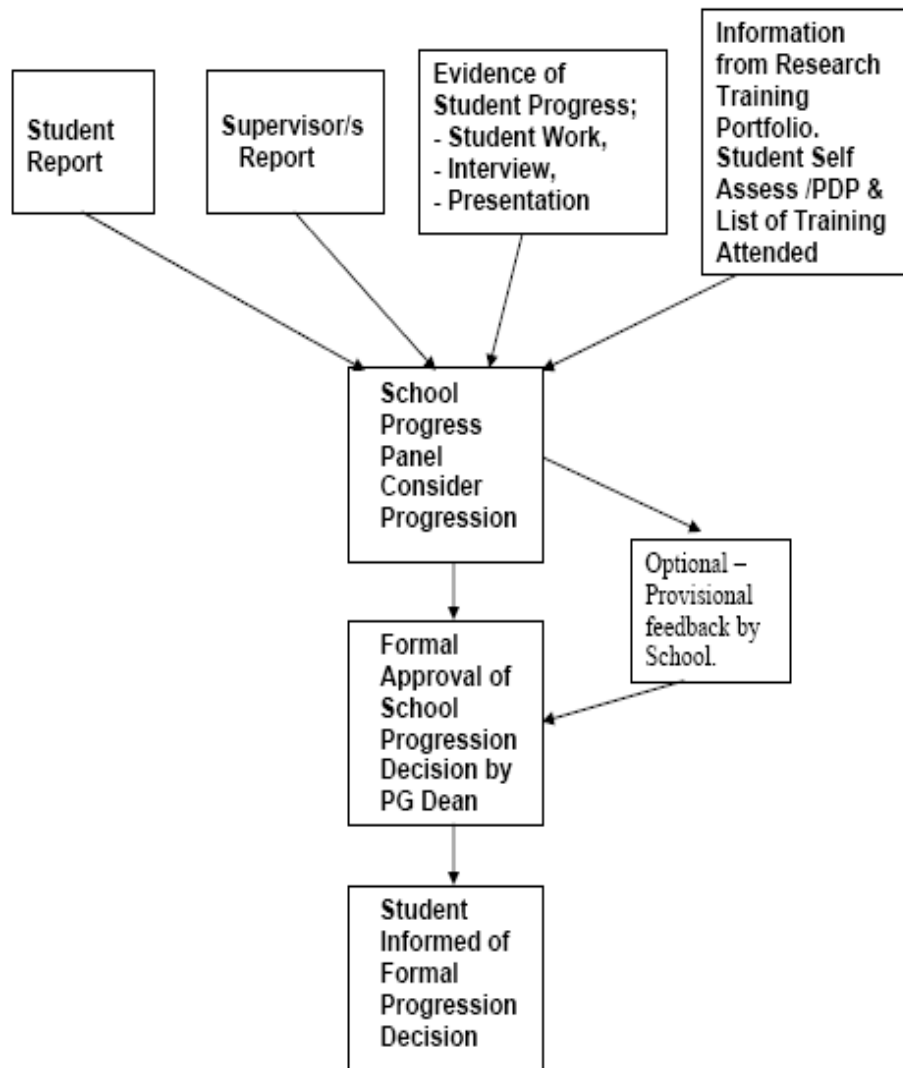 Student
Report
Supervisor/s
Report
Evidence of
Student Progress;
- Student Work,
- Interview,
- Presentation
Information
from Research
Training
Portfolio.
Student Self
Assess /PDP &
List of Training
Attended
School
Progress
Panel
Consider
Progression
Optional –
Provisional
feedback by
School.
Formal
Approval of
School
Progression
Decision by
PG Dean
Student
Informed of
Formal
Progression
Decision